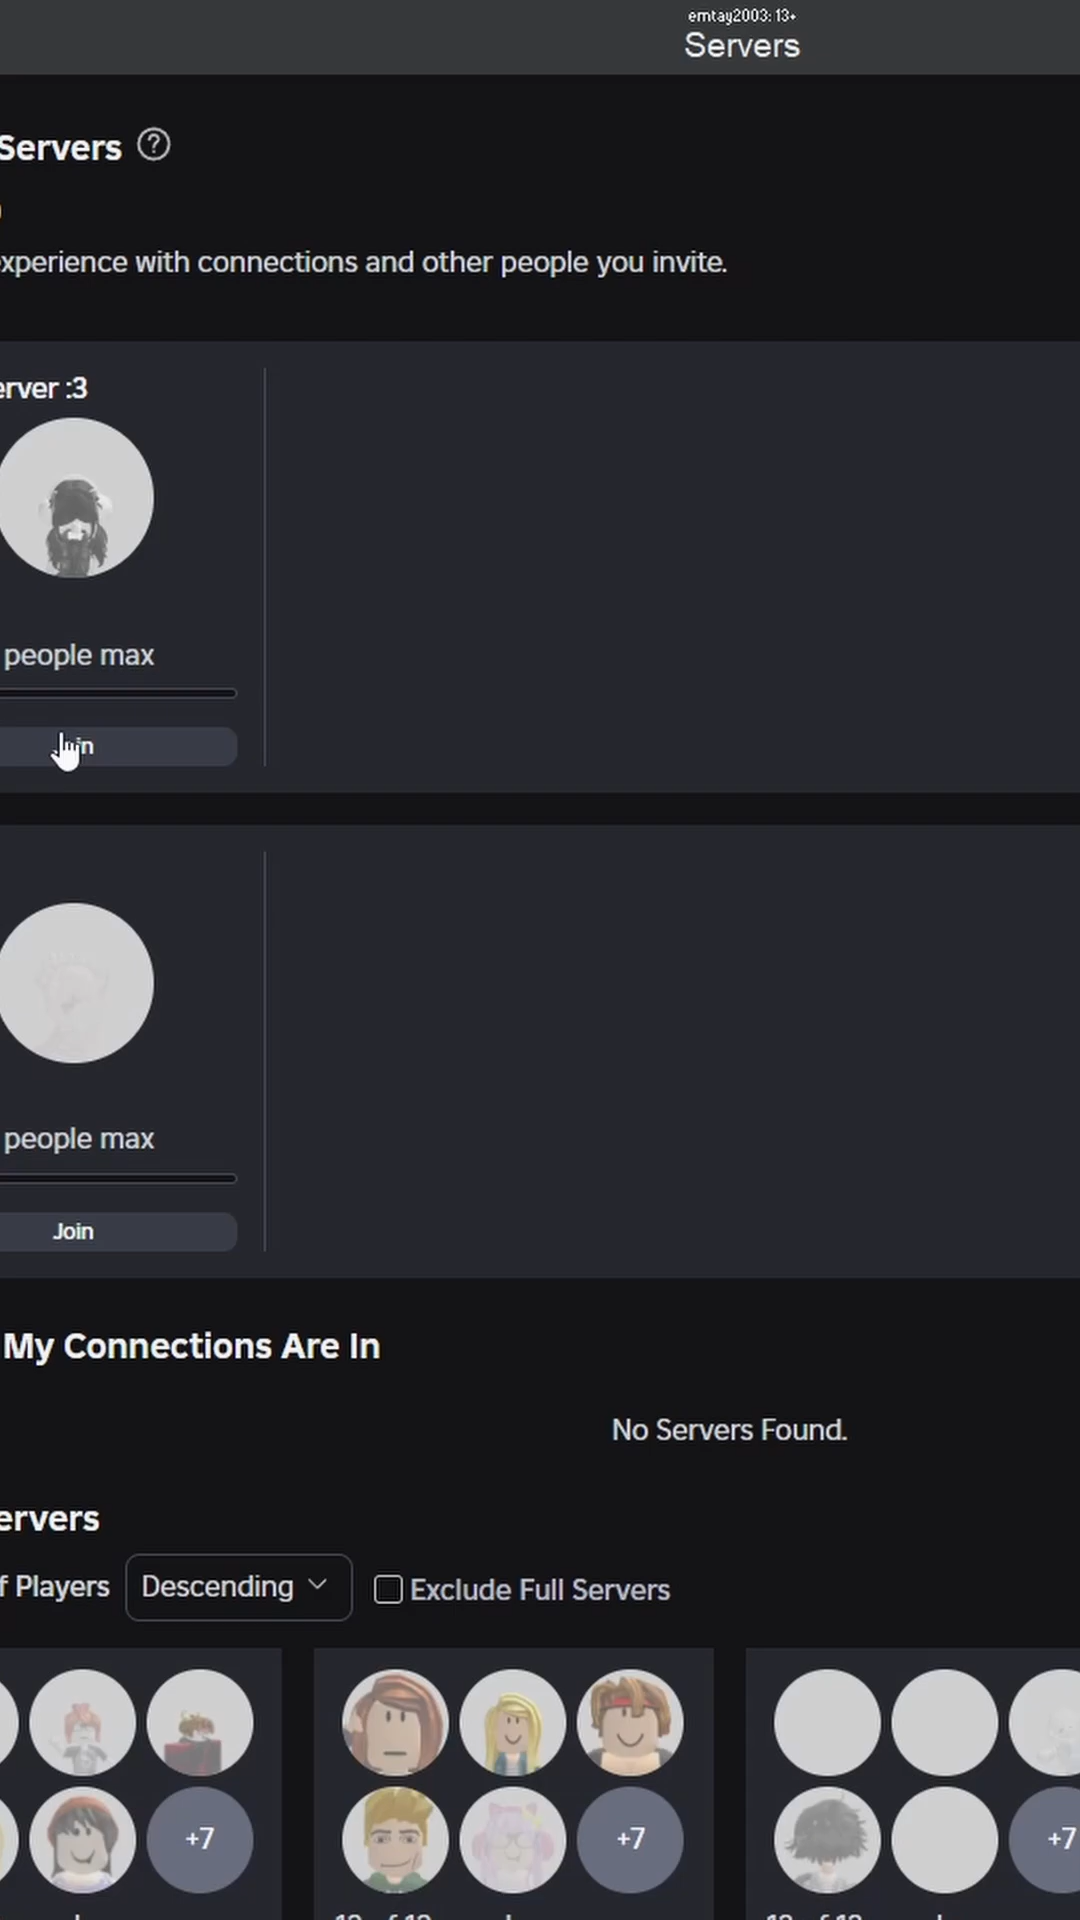 emtay2003: 13+
Servers
Servers
experience with connections and other people you invite.
erver :3
people max
people max
Join
My Connections Are In
No Servers Found.
ervers
f Players
Descending
Exclude Full Servers
+7
+7
+7